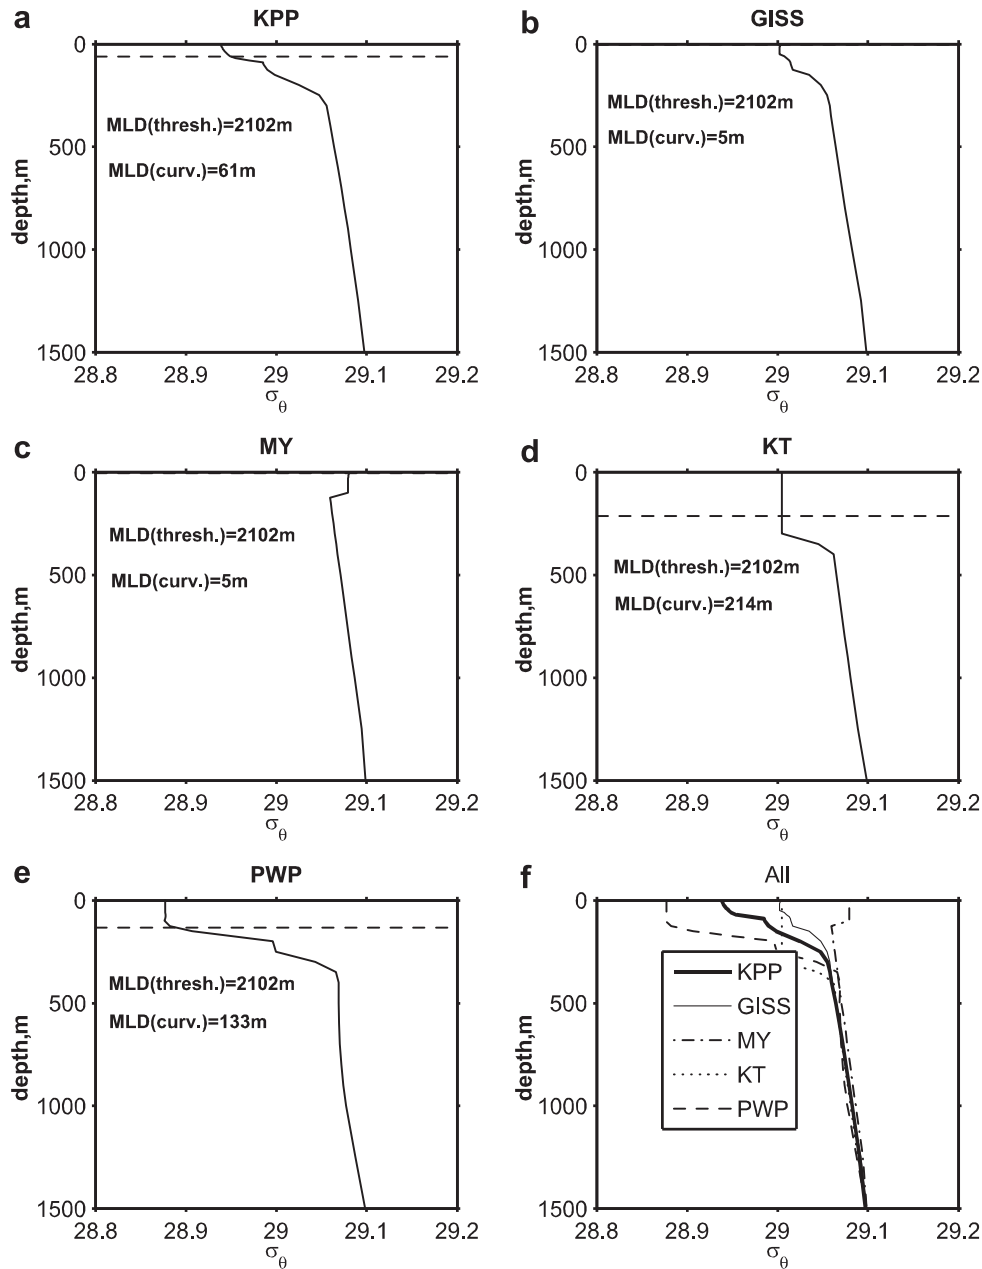 a
KPP
0
500
1000
1500
depth,m
MLD(thresh.)=2102m
MLD(curv.)=61m
28.8 28.9 29 29.1 29.2
σθ
b
GISS
0
500
1000
1500
depth,m
MLD(thresh.)=2102m
MLD(curv.)=5m
28.8 28.9 29 29.1 29.2
σθ
c
MY
0
500
1000
1500
depth,m
MLD(thresh.)=2102m
MLD(curv.)=5m
28.8 28.9 29 29.1 29.2
σθ
d
KT
0
500
1000
1500
depth,m
MLD(thresh.)=2102m
MLD(curv.)=214m
28.8 28.9 29 29.1 29.2
σθ
e
PWP
0
500
1000
1500
depth,m
MLD(thresh.)=2102m
MLD(curv.)=133m
28.8 28.9 29 29.1 29.2
σθ
f
All
0
500
1000
1500
depth,m
KPP
GISS
MY
KT
PWP
28.8 28.9 29 29.1 29.2
σθ